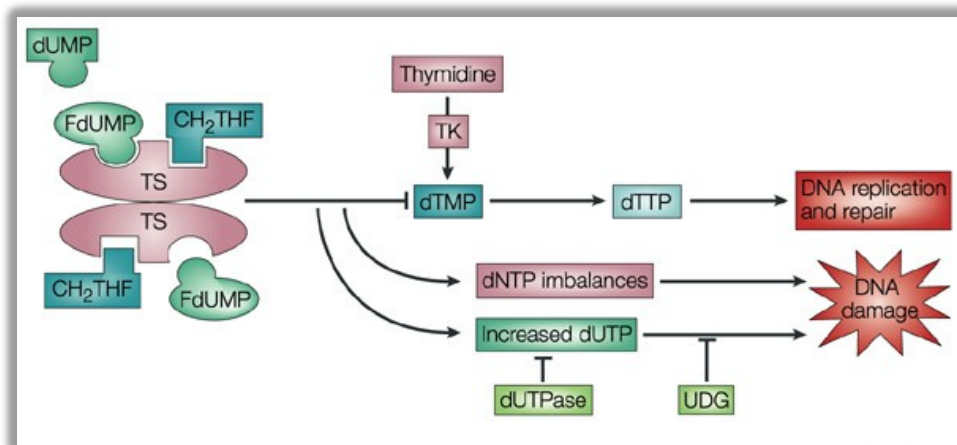 dUMP
FdUMP
CH₂THF
TS
TS
CH₂THF
FdUMP
Thymidine
TK
dTMP
dTTP
DNA replication
and repair
dNTP imbalances
DNA
damage
Increased dUTP
dUTPase
UDG